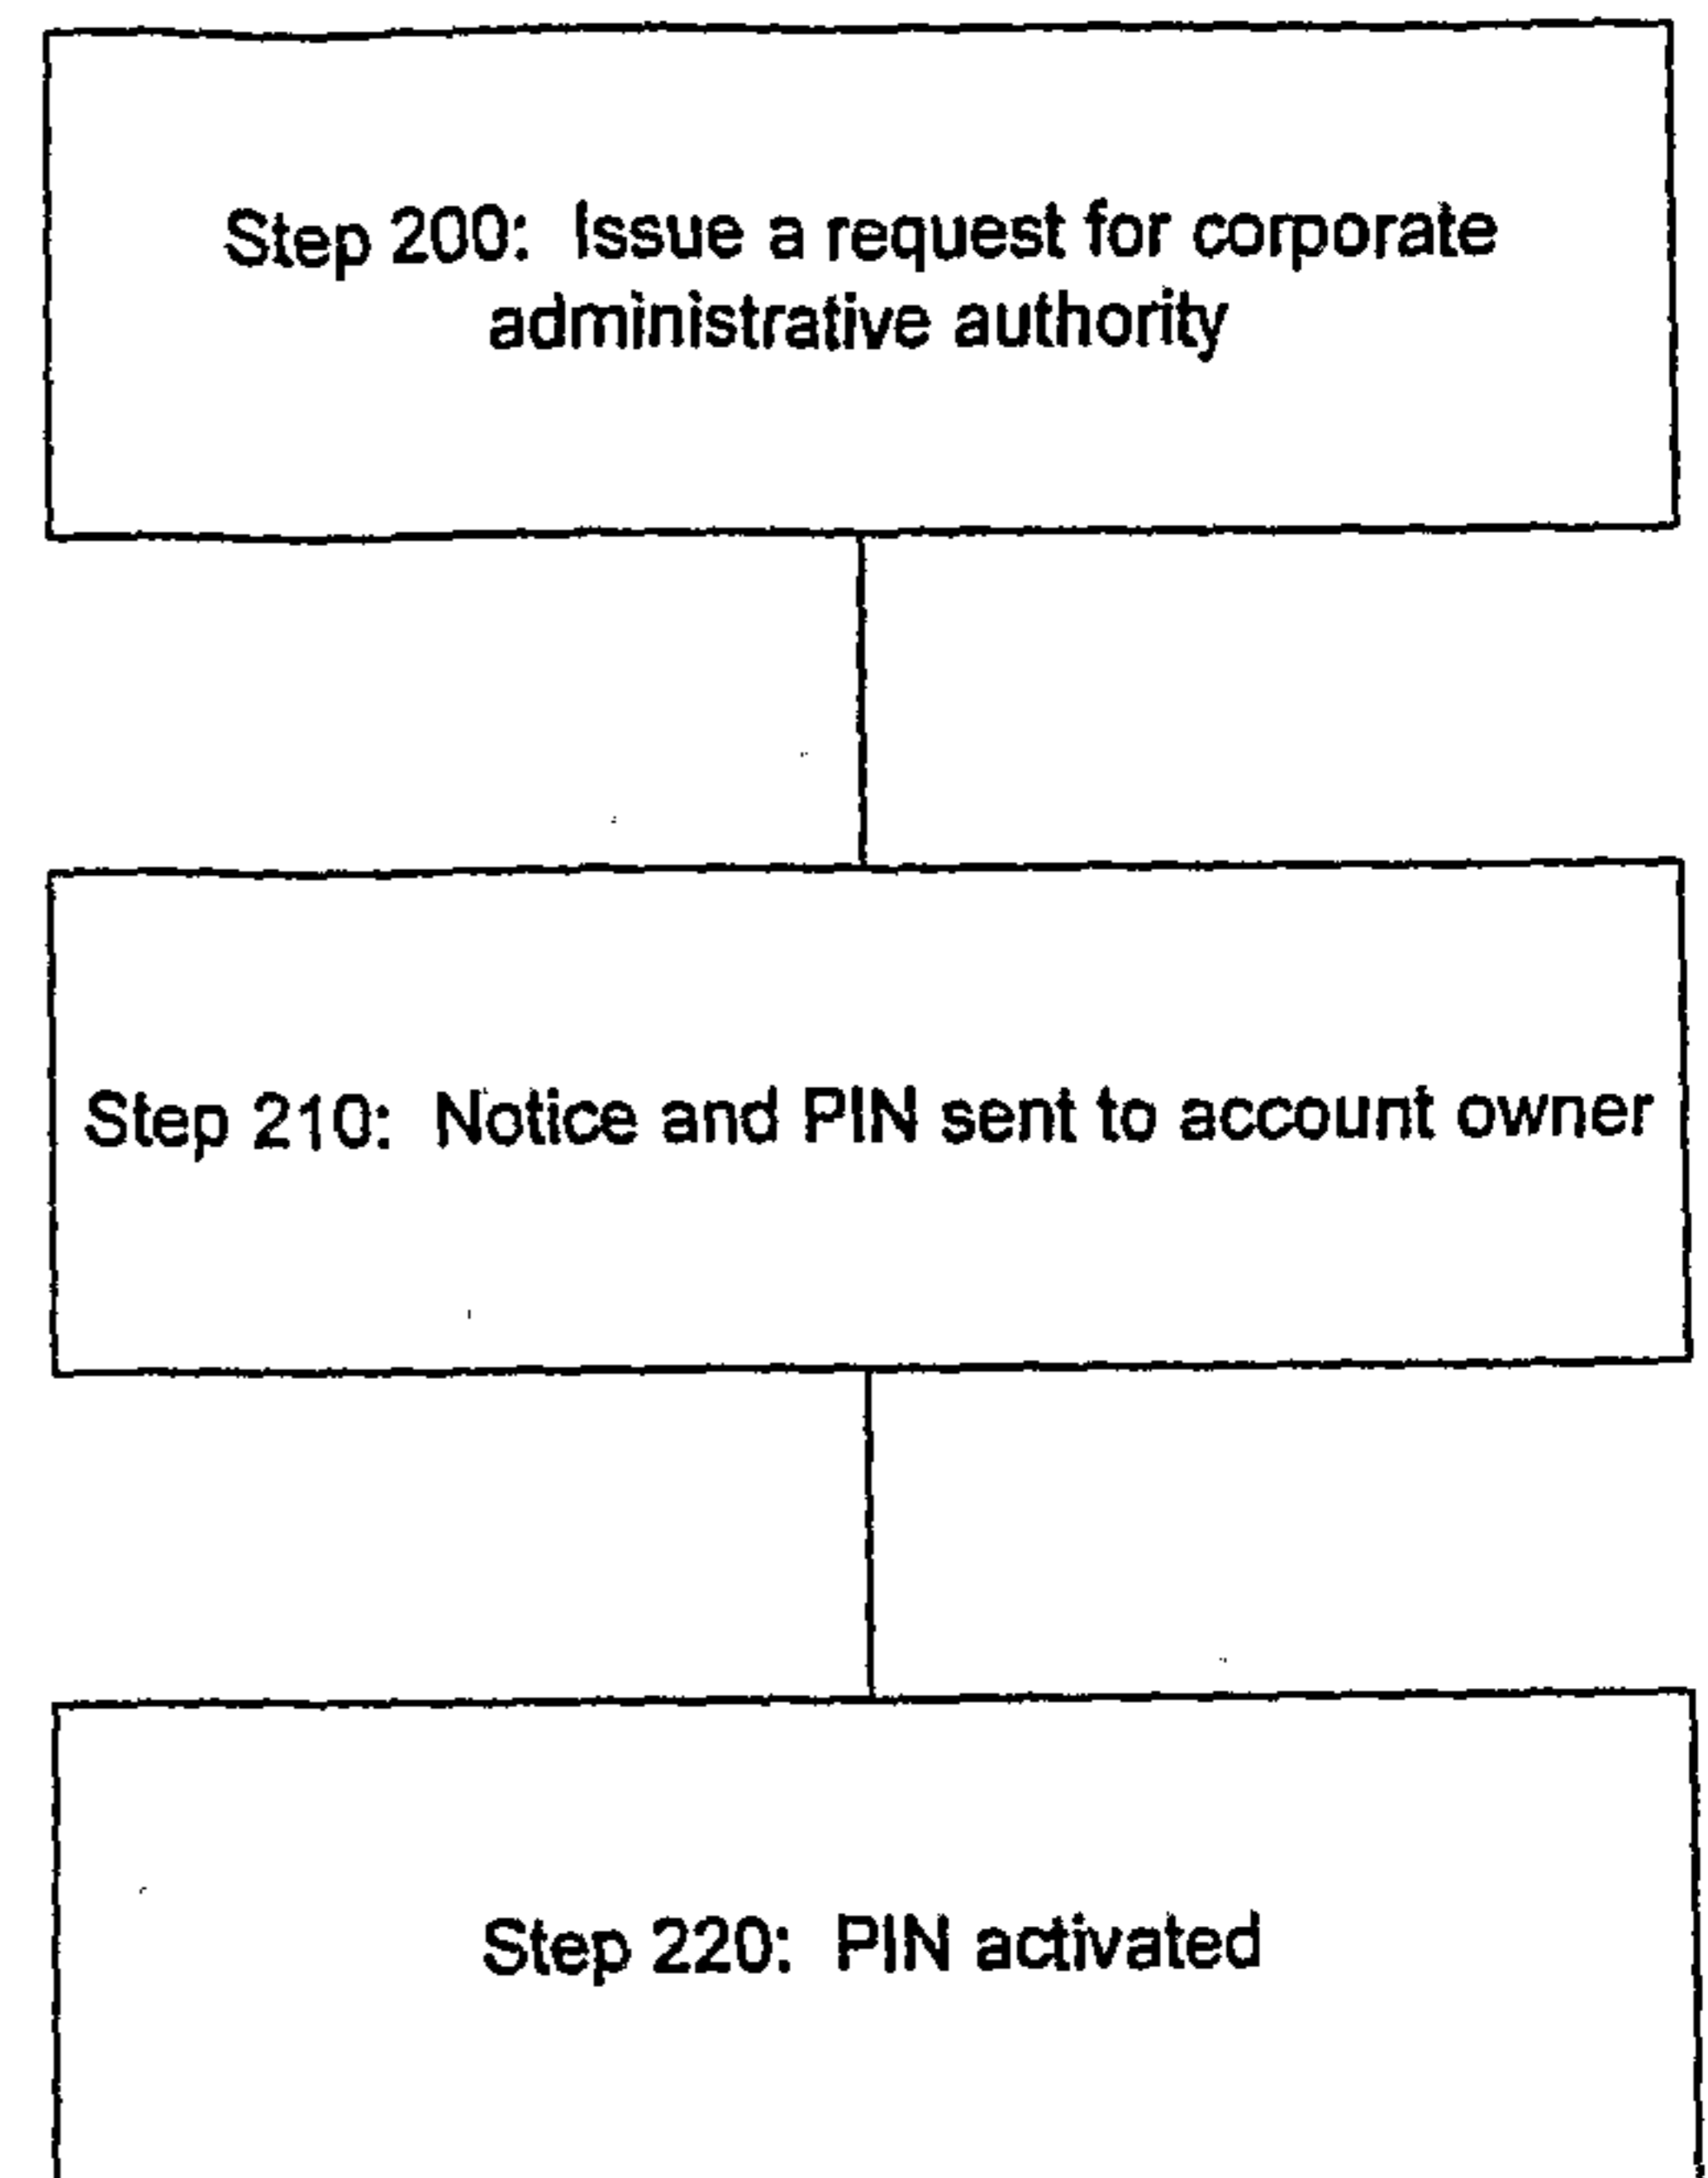 Step 200: Issue a request for corporate
administrative authority
Step 210: Notice and PIN sent to account owner
Step 220: PIN activated